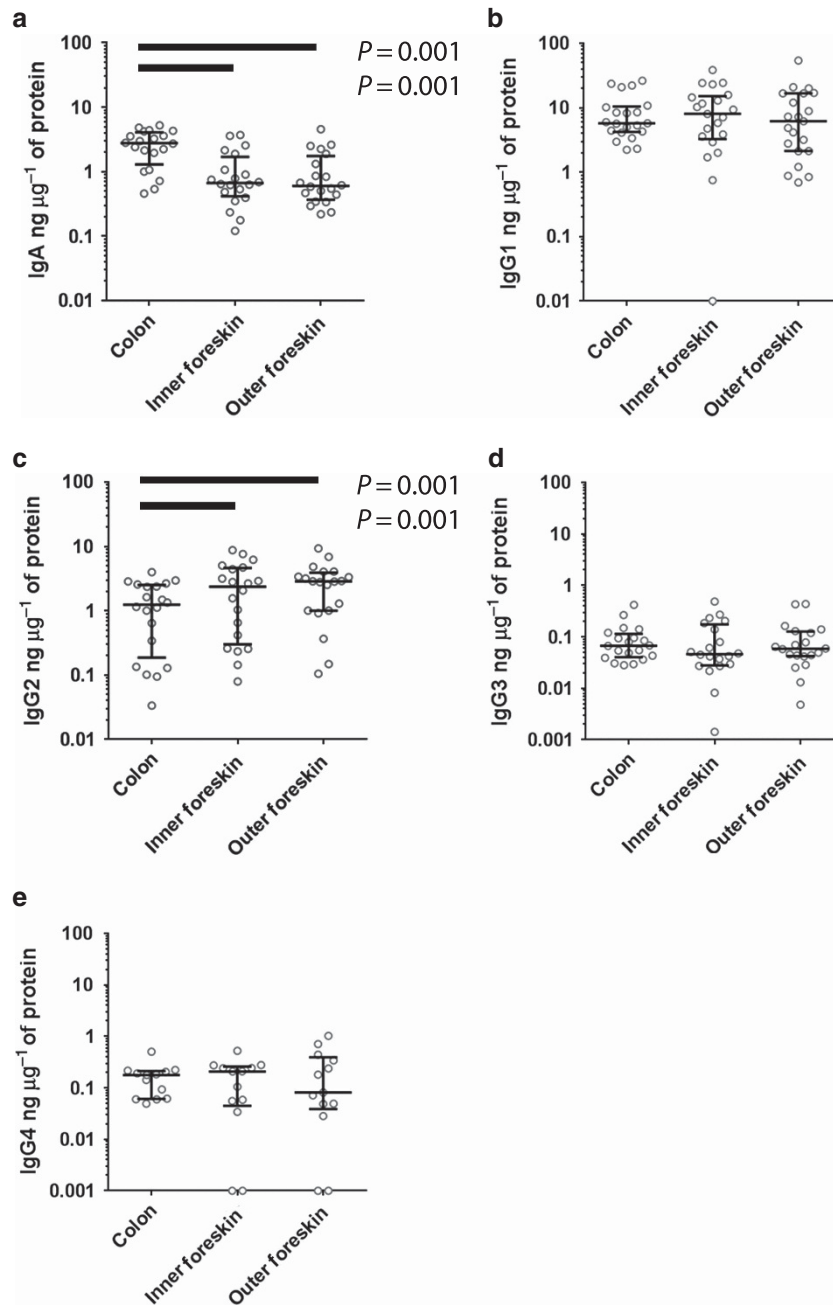 a
IgA ng μg⁻¹ of protein
100
10
1
0.1
0.01
P = 0.001
P = 0.001
Colon
Inner foreskin
Outer foreskin
b
IgG1 ng μg⁻¹ of protein
100
10
1
0.1
0.01
Colon
Inner foreskin
Outer foreskin
c
IgG2 ng μg⁻¹ of protein
100
10
1
0.1
0.01
P = 0.001
P = 0.001
Colon
Inner foreskin
Outer foreskin
d
IgG3 ng μg⁻¹ of protein
100
10
1
0.1
0.01
0.001
Colon
Inner foreskin
Outer foreskin
e
IgG4 ng μg⁻¹ of protein
100
10
1
0.1
0.01
0.001
Colon
Inner foreskin
Outer foreskin